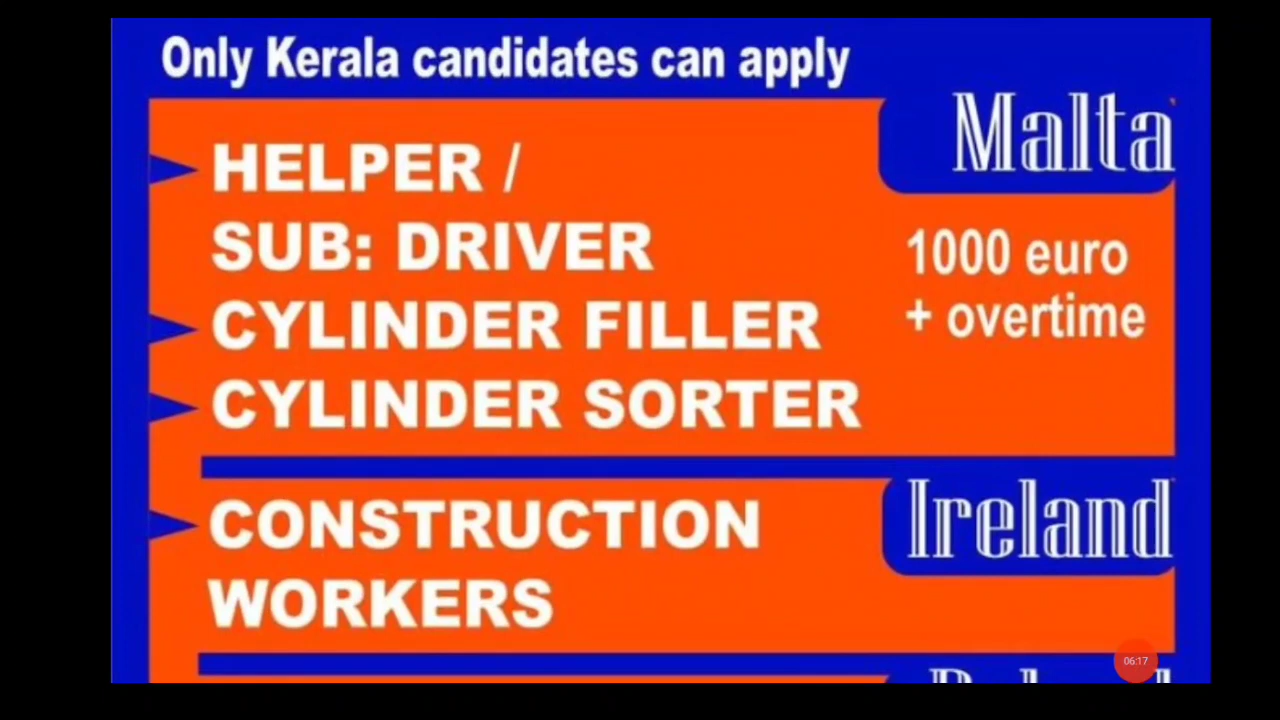 Only Kerala candidates can apply
Malta
HELPER /
SUB: DRIVER
1000 euro
+ overtime
CYLINDER FILLER
CYLINDER SORTER
Ireland
CONSTRUCTION
WORKERS
06:17